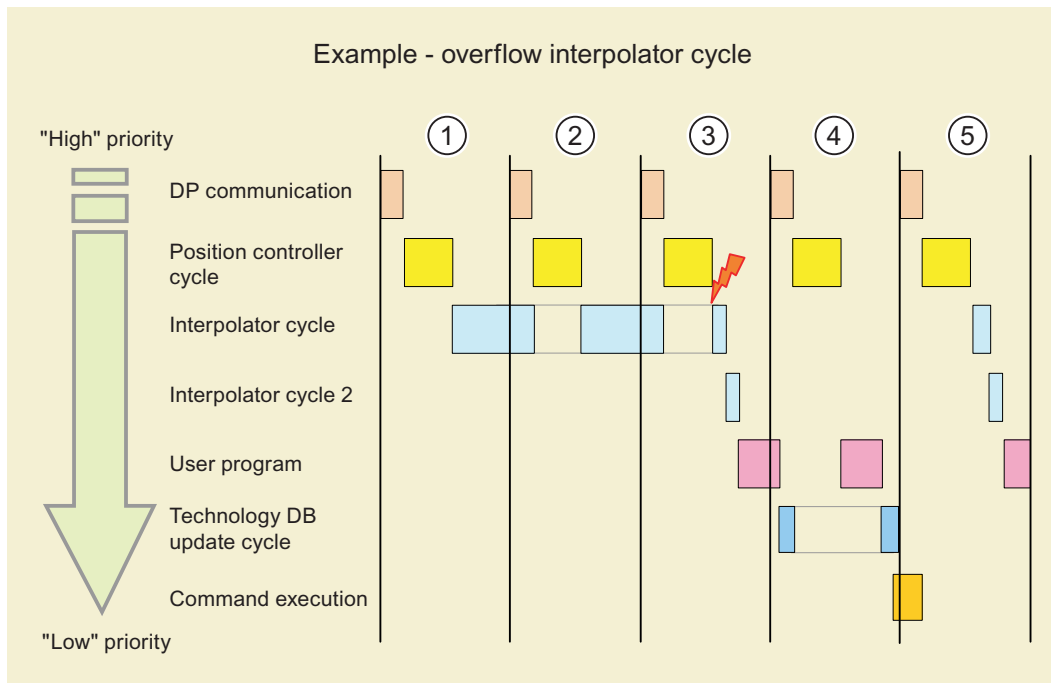 Example - overflow interpolator cycle
1
2
3
4
5
"High" priority
DP communication
Position controller
cycle
Interpolator cycle
Interpolator cycle 2
User program
Technology DB
update cycle
Command execution
"Low" priority